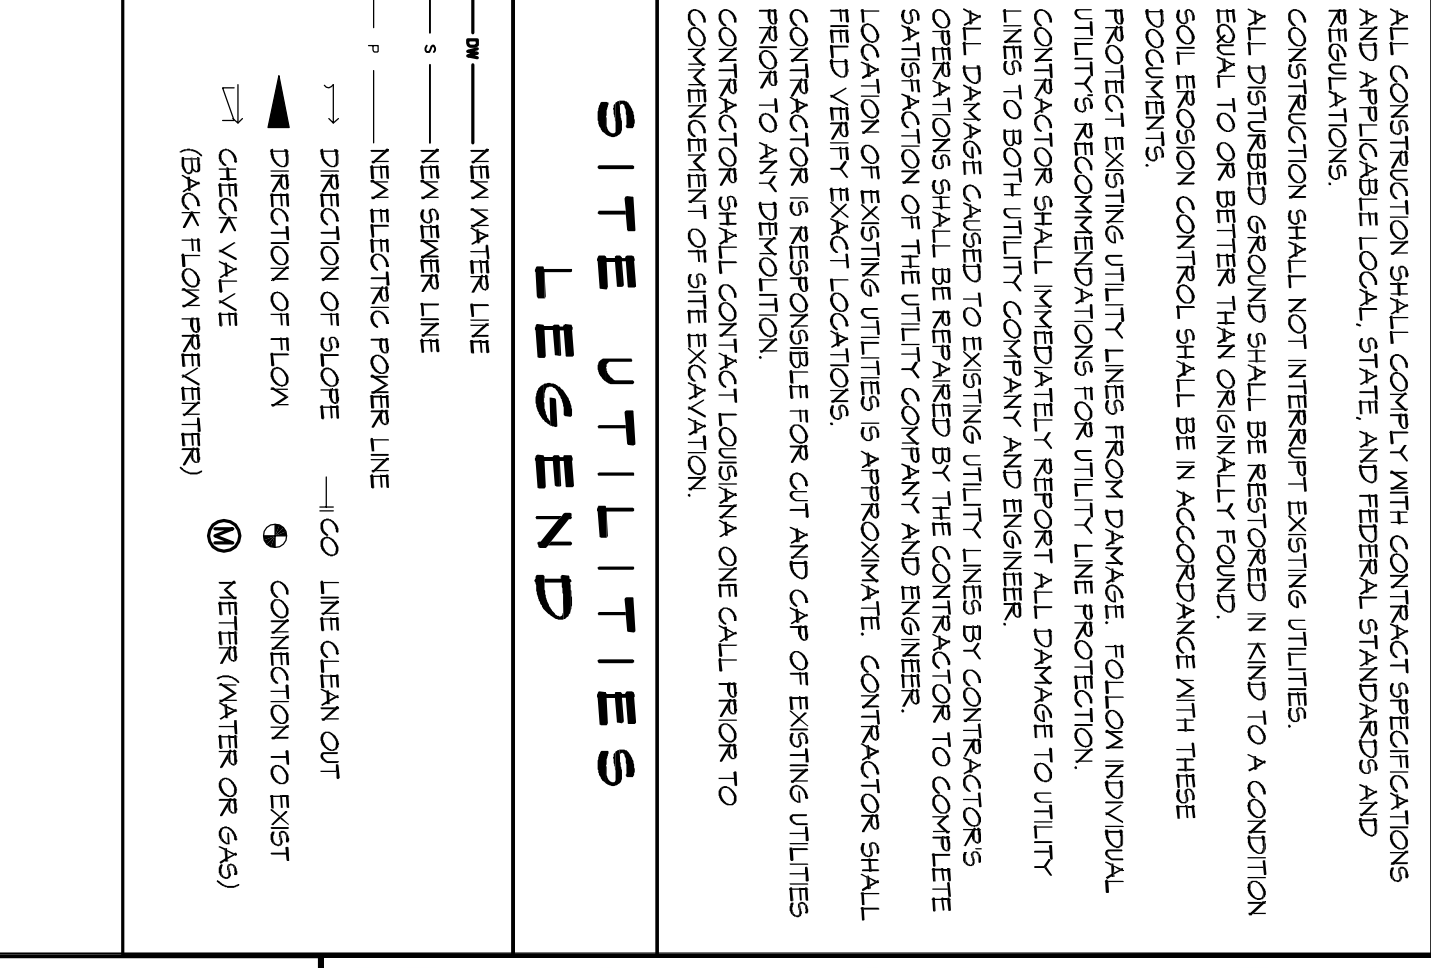 ALL CONSTRUCTION SHALL COMPLY WITH CONTRACT SPECIFICATIONS
AND APPLICABLE LOCAL, STATE, AND FEDERAL STANDARDS AND
REGULATIONS.
CONSTRUCTION SHALL NOT INTERRUPT EXISTING UTILITIES.
ALL DISTURBED GROUND SHALL BE RESTORED IN KIND TO A CONDITION
EQUAL TO OR BETTER THAN ORIGINALLY FOUND.
SOIL EROSION CONTROL SHALL BE IN ACCORDANCE WITH THESE
DOCUMENTS.
PROTECT EXISTING UTILITY LINES FROM DAMAGE. FOLLOW INDIVIDUAL
UTILITY'S RECOMMENDATIONS FOR UTILITY LINE PROTECTION.
CONTRACTOR SHALL IMMEDIATELY REPORT ALL DAMAGE TO UTILITY
LINES TO BOTH UTILITY COMPANY AND ENGINEER.
ALL DAMAGE CAUSED TO EXISTING UTILITY LINES BY CONTRACTOR'S
OPERATIONS SHALL BE REPAIRED BY THE CONTRACTOR TO COMPLETE
SATISFACTION OF THE UTILITY COMPANY AND ENGINEER.
LOCATION OF EXISTING UTILITIES IS APPROXIMATE. CONTRACTOR SHALL
FIELD VERIFY EXACT LOCATIONS.
CONTRACTOR IS RESPONSIBLE FOR CUT AND CAP OF EXISTING UTILITIES
PRIOR TO ANY DEMOLITION.
CONTRACTOR SHALL CONTACT LOUISIANA ONE CALL PRIOR TO
COMMENCEMENT OF SITE EXCAVATION.
SITE UTILITIES
LEGEND
DW NEW WATER LINE
S NEW SEWER LINE
P NEW ELECTRIC POWER LINE
DIRECTION OF SLOPE CO LINE CLEAN OUT
DIRECTION OF FLOW CONNECTION TO EXIST
CHECK VALVE M METER (WATER OR GAS)
(BACK FLOW PREVENTER)